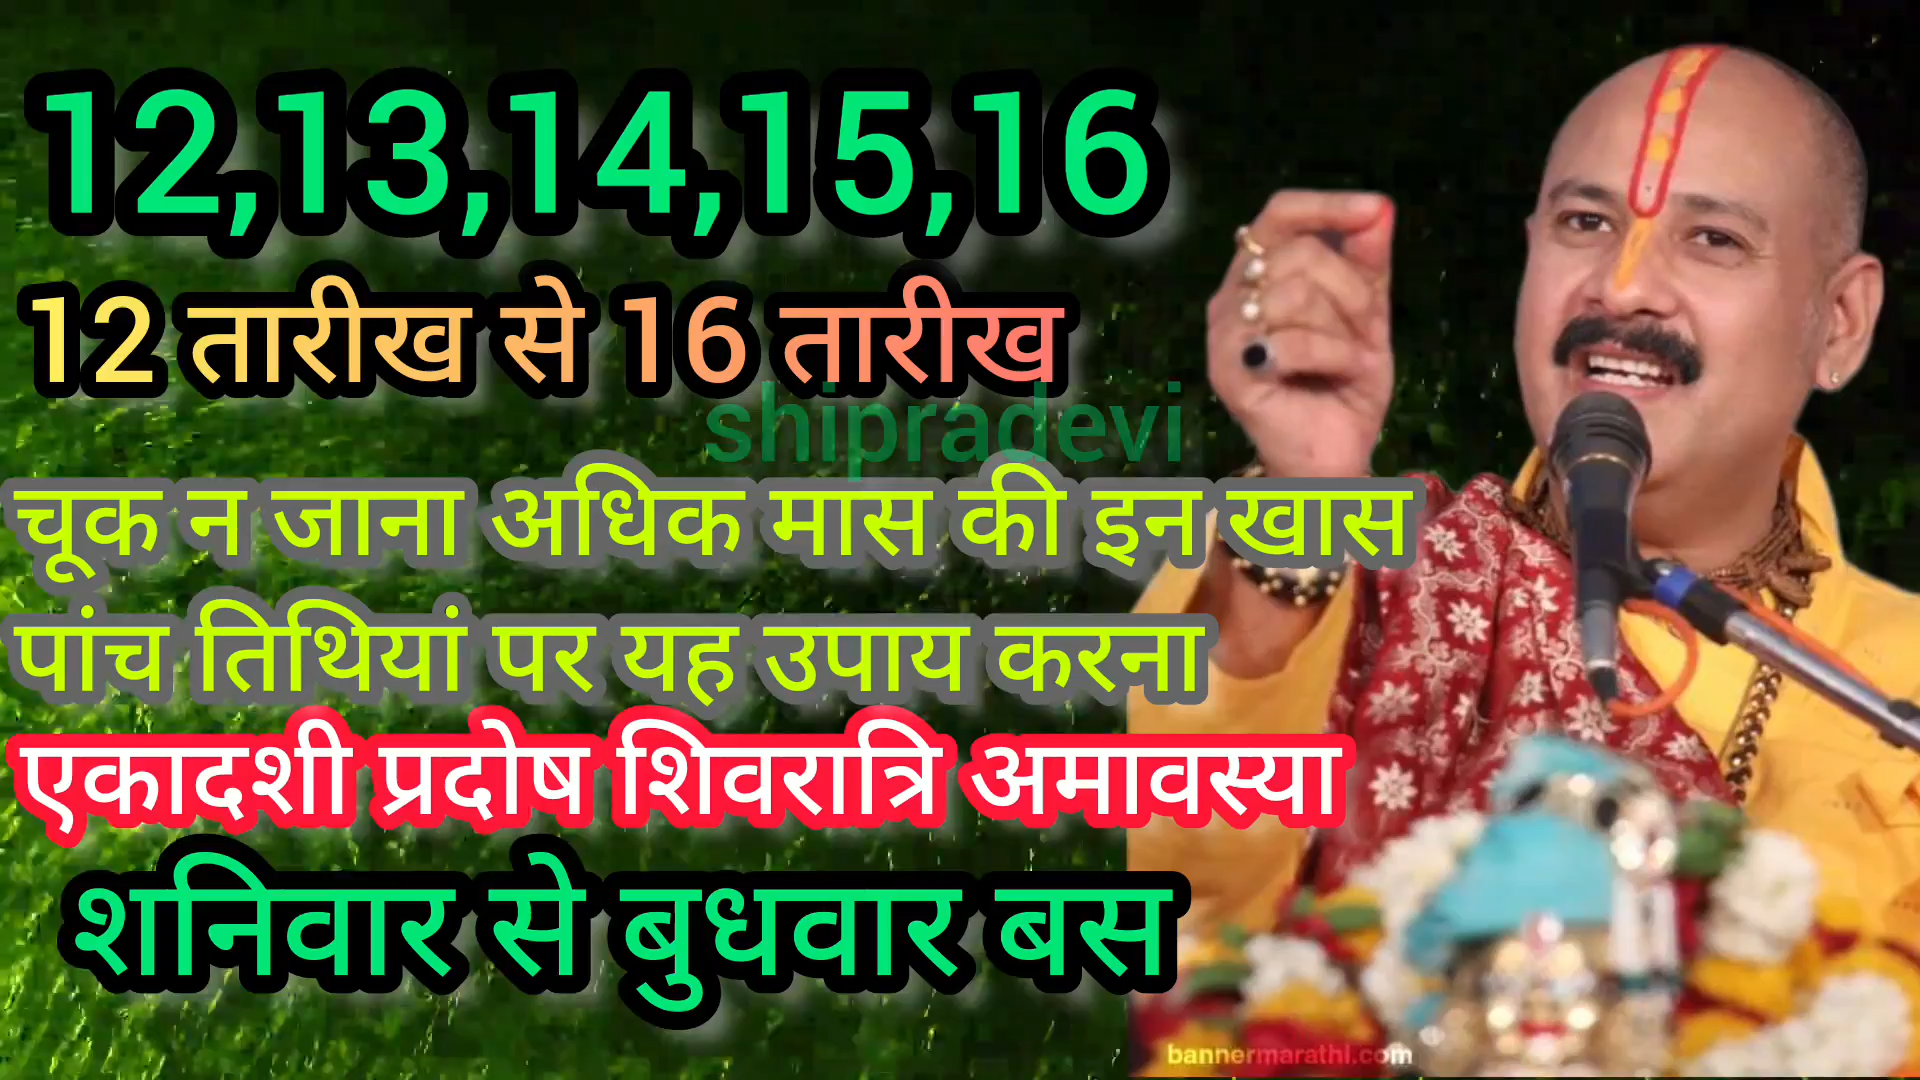 12,13,14,15,16
12 तारीख से 16 तारीख
shipradevi
चूक न जाना अधिक मास की इन खास
पांच तिथियां पर यह उपाय करना
एकादशी प्रदोष शिवरात्रि अमावस्या
शनिवार से बुधवार बस
bannermarathi.com